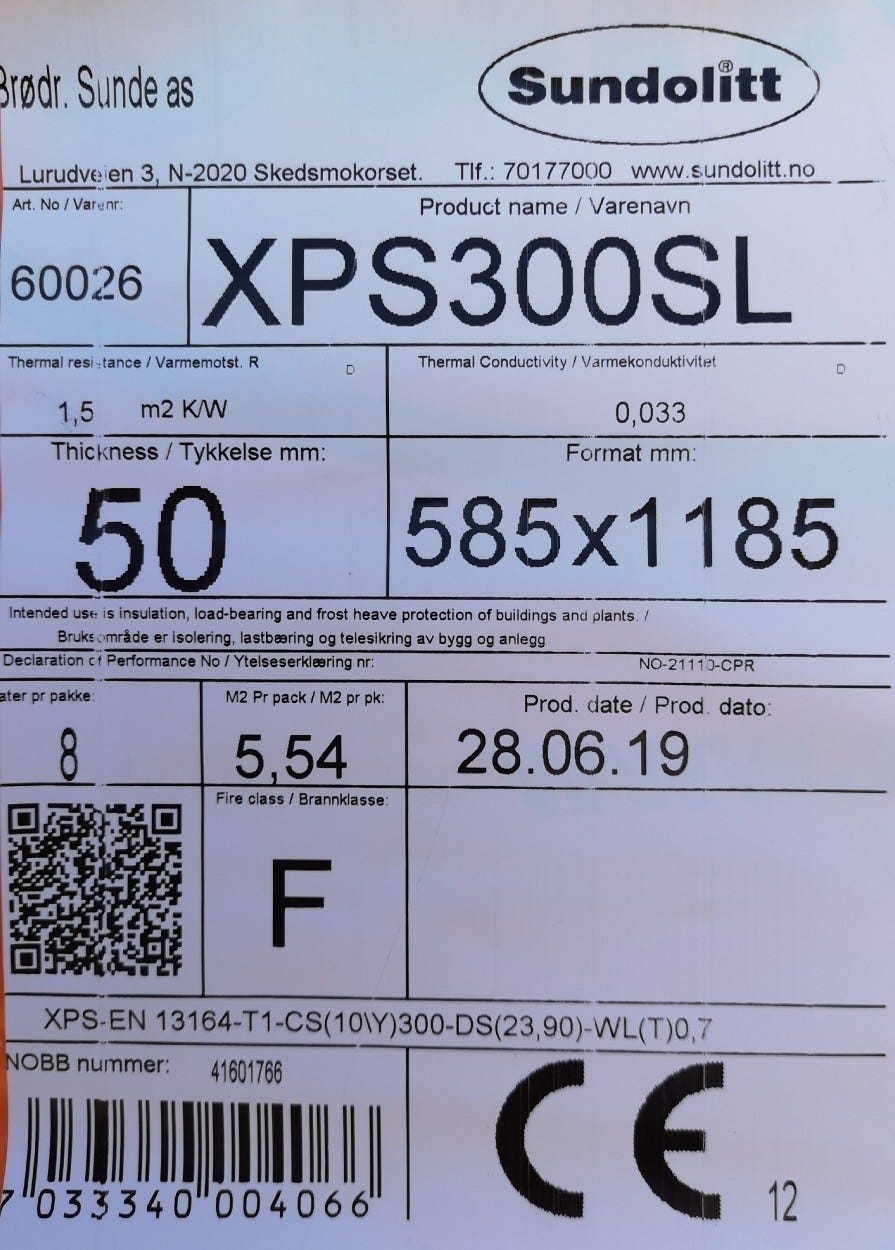 Brødr. Sunde as
Sundolitt®
Lurudveien 3, N-2020 Skedsmokorset. Tlf.: 70177000 www.sundolitt.no
Art. No / Varenr: Product name / Varenavn
60026 XPS300SL
Thermal resistance / Varmemotst. R D Thermal Conductivity / Varmekonduktivitet D
1,5 m2 K/W 0,033
Thickness / Tykkelse mm: Format mm:
50 585x1185
Intended use is insulation, load-bearing and frost heave protection of buildings and plants. /
Bruksområde er isolering, lastbæring og telesikring av bygg og anlegg
Declaration of Performance No / Ytelseserklæring nr: NO-21110-CPR
ater pr pakke: M2 Pr pack / M2 pr pk: Prod. date / Prod. dato:
8 5,54 28.06.19
Fire class / Brannklasse:
F
XPS-EN 13164-T1-CS(10\Y)300-DS(23,90)-WL(T)0,7
NOBB nummer: 41601766
7 033340 004066
CE 12